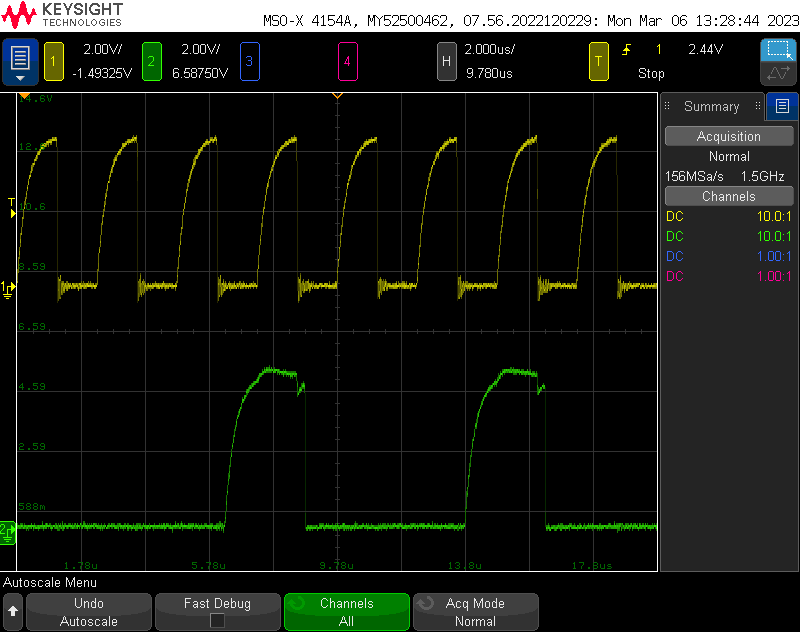 KEYSIGHT
TECHNOLOGIES
MSO-X 4154A, MY52500462, 07.56.2022120229: Mon Mar 06 13:28:44 2023
1 2.00V/ -1.49325V
2 2.00V/ 6.58750V
3
4
H 2.000us/ 9.780us
T 1 2.44V
Stop
Summary
Acquisition
Normal
156MSa/s 1.5GHz
Channels
DC 10.0:1
DC 10.0:1
DC 1.00:1
DC 1.00:1
14.6V
T
10.6
8.59
1
6.59
4.59
2.59
588m
2
1.78u 5.78u 9.78u 13.8u 17.8us
Autoscale Menu
Undo
Autoscale
Fast Debug
Channels
All
Acq Mode
Normal